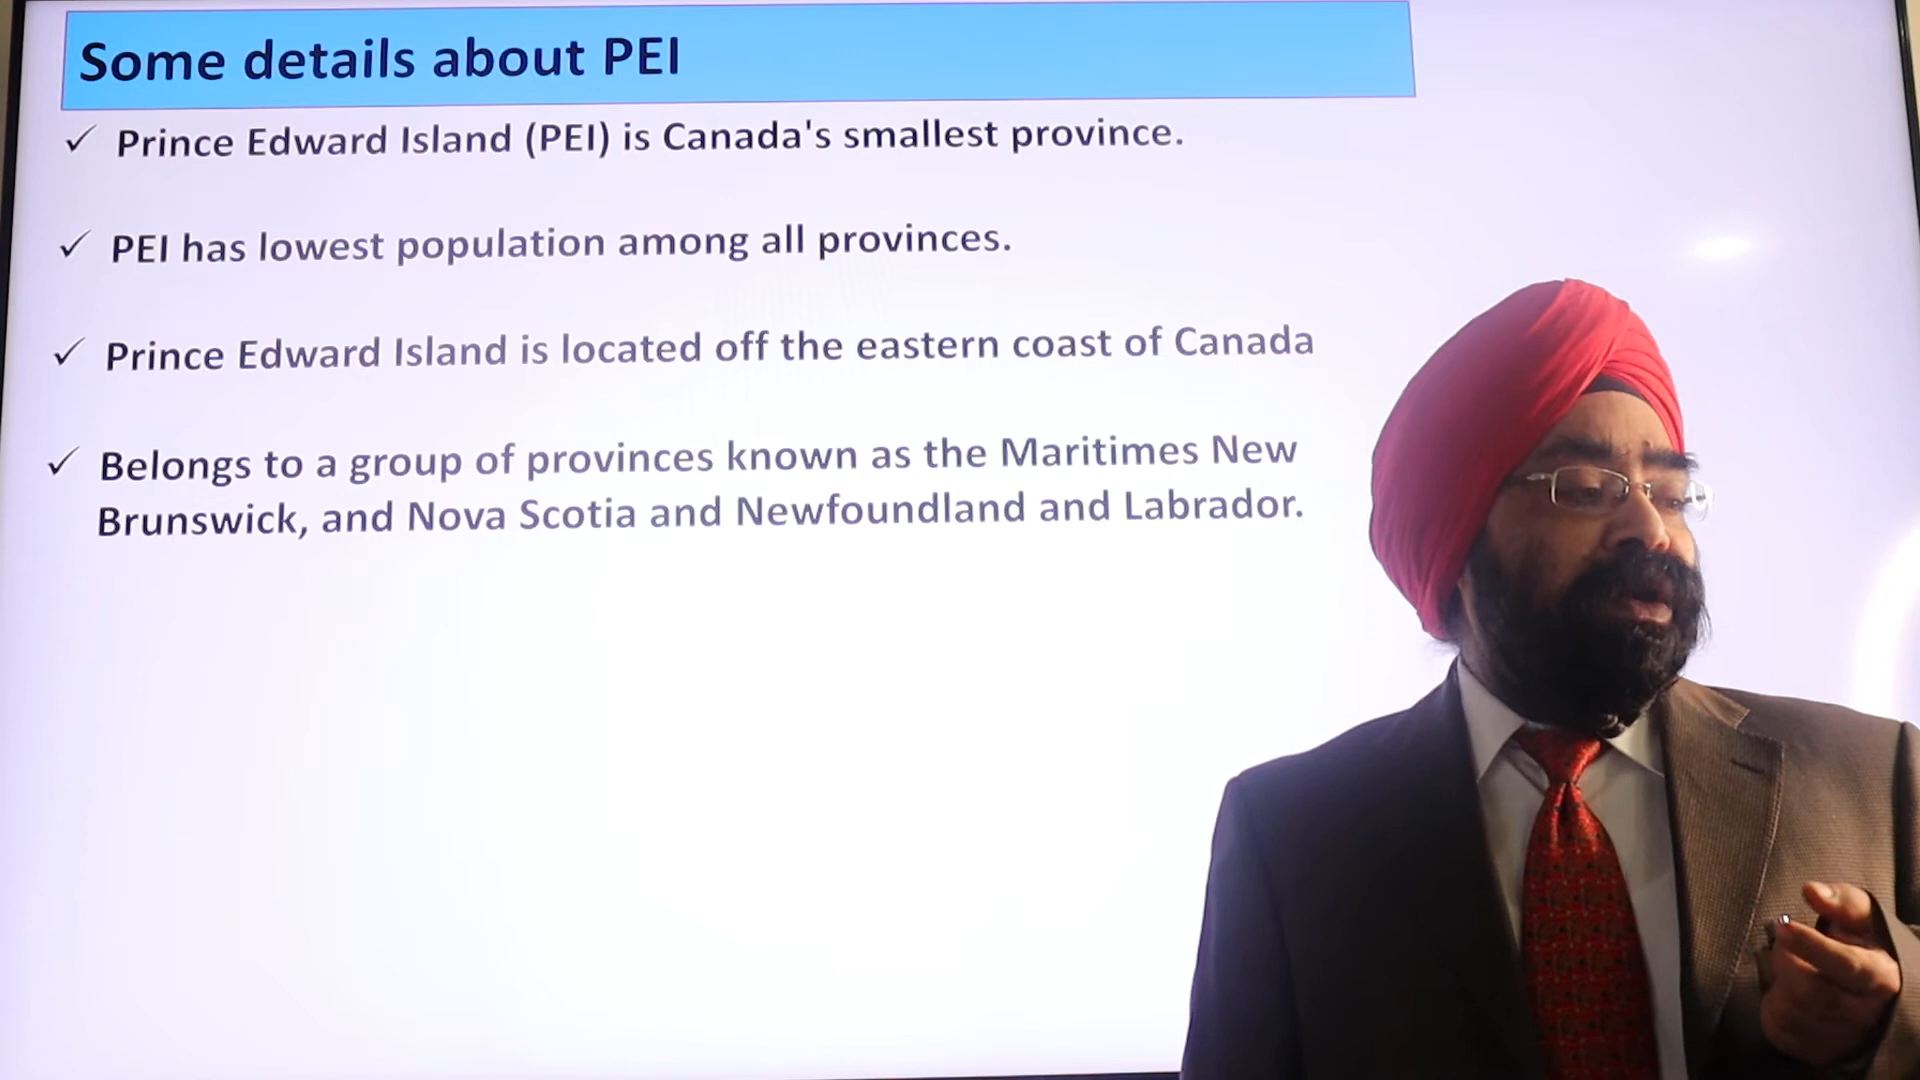 Some details about PEI
✓ Prince Edward Island (PEI) is Canada's smallest province.
✓ PEI has lowest population among all provinces.
✓ Prince Edward Island is located off the eastern coast of Canada
✓ Belongs to a group of provinces known as the Maritimes New
Brunswick, and Nova Scotia and Newfoundland and Labrador.